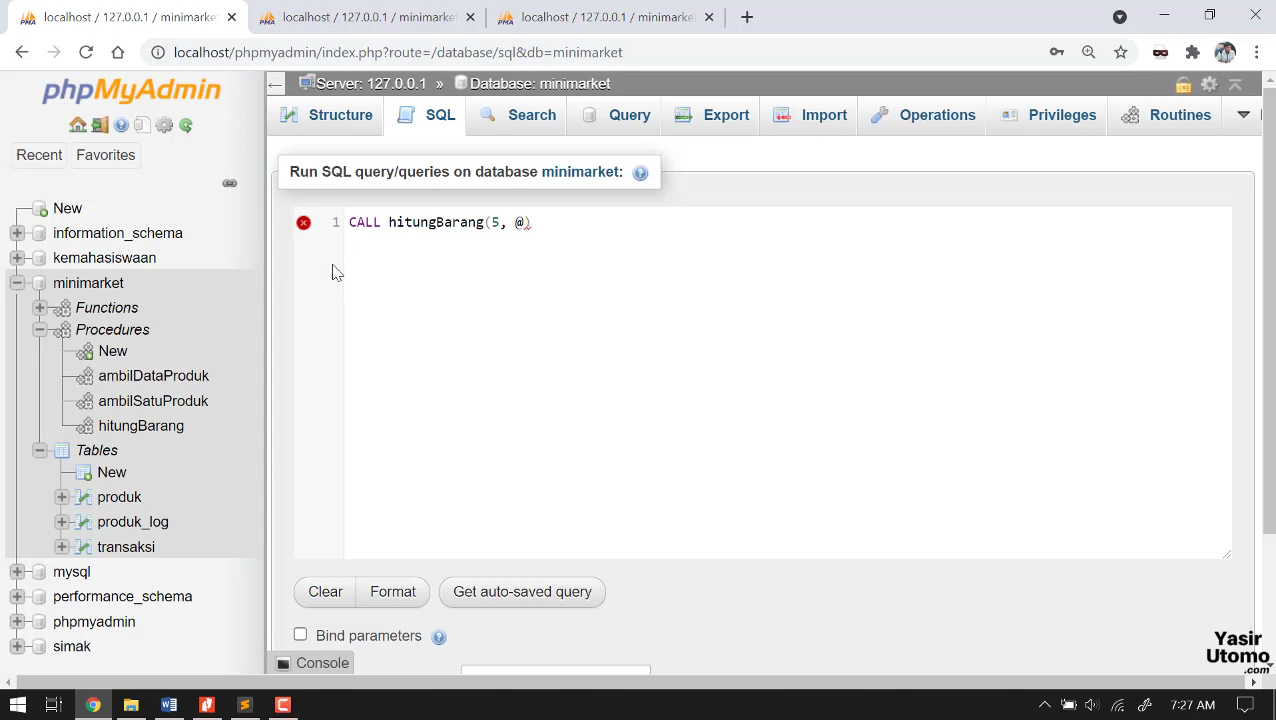 localhost / 127.0.0.1 / minimarke
localhost / 127.0.0.1 / minimarke
localhost / 127.0.0.1 / minimarke
localhost/phpmyadmin/index.php?route=/database/sql&db=minimarket
phpMyAdmin
Recent
Favorites
New
information_schema
kemahasiswaan
minimarket
Functions
Procedures
New
ambilDataProduk
ambilSatuProduk
hitungBarang
Tables
New
produk
produk_log
transaksi
mysql
performance_schema
phpmyadmin
simak
Server: 127.0.0.1 » Database: minimarket
Structure
SQL
Search
Query
Export
Import
Operations
Privileges
Routines
Run SQL query/queries on database minimarket:
1 CALL hitungBarang(5, @)
Clear
Format
Get auto-saved query
Bind parameters
Console
Yasir
Utomo.com
7:27 AM